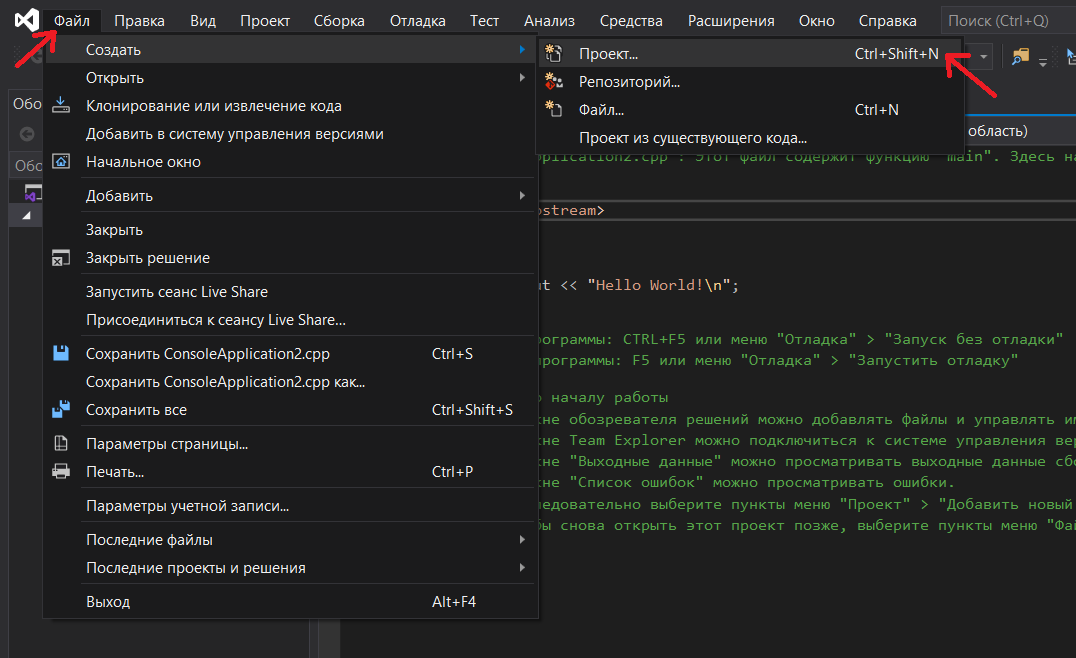 Файл Правка Вид Проект Сборка Отладка Тест Анализ Средства Расширения Окно Справка Поиск (Ctrl+Q)
Создать
Открыть
Клонирование или извлечение кода
Добавить в систему управления версиями
Начальное окно
Добавить
Закрыть
Закрыть решение
Запустить сеанс Live Share
Присоединиться к сеансу Live Share...
Сохранить ConsoleApplication2.cpp Ctrl+S
Сохранить ConsoleApplication2.cpp как...
Сохранить все Ctrl+Shift+S
Параметры страницы...
Печать... Ctrl+P
Параметры учетной записи...
Последние файлы
Последние проекты и решения
Выход Alt+F4
Проект... Ctrl+Shift+N
Репозиторий...
Файл... Ctrl+N
Проект из существующего кода...
Обо
Обо
область)
pplication2.cpp : Этот файл содержит функцию "main". Здесь на
ostream>
ut << "Hello World!\n";
рограммы: CTRL+F5 или меню "Отладка" > "Запуск без отладки"
программы: F5 или меню "Отладка" > "Запустить отладку"
о началу работы
кне обозревателя решений можно добавлять файлы и управлять им
кне Team Explorer можно подключиться к системе управления вер
кне "Выходные данные" можно просматривать выходные данные сбо
кне "Список ошибок" можно просматривать ошибки.
ледовательно выберите пункты меню "Проект" > "Добавить новый
бы снова открыть этот проект позже, выберите пункты меню "Фай